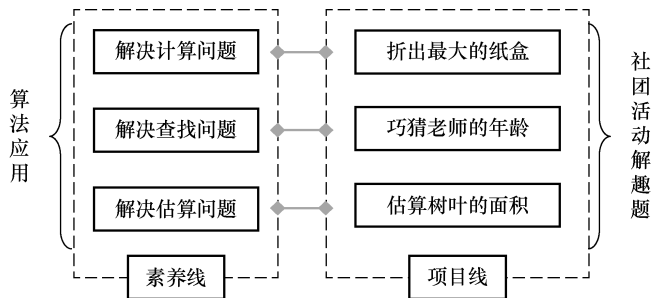 算法应用
解决计算问题
解决查找问题
解决估算问题
素养线
折出最大的纸盒
巧猜老师的年龄
估算树叶的面积
项目线
社团活动解趣题